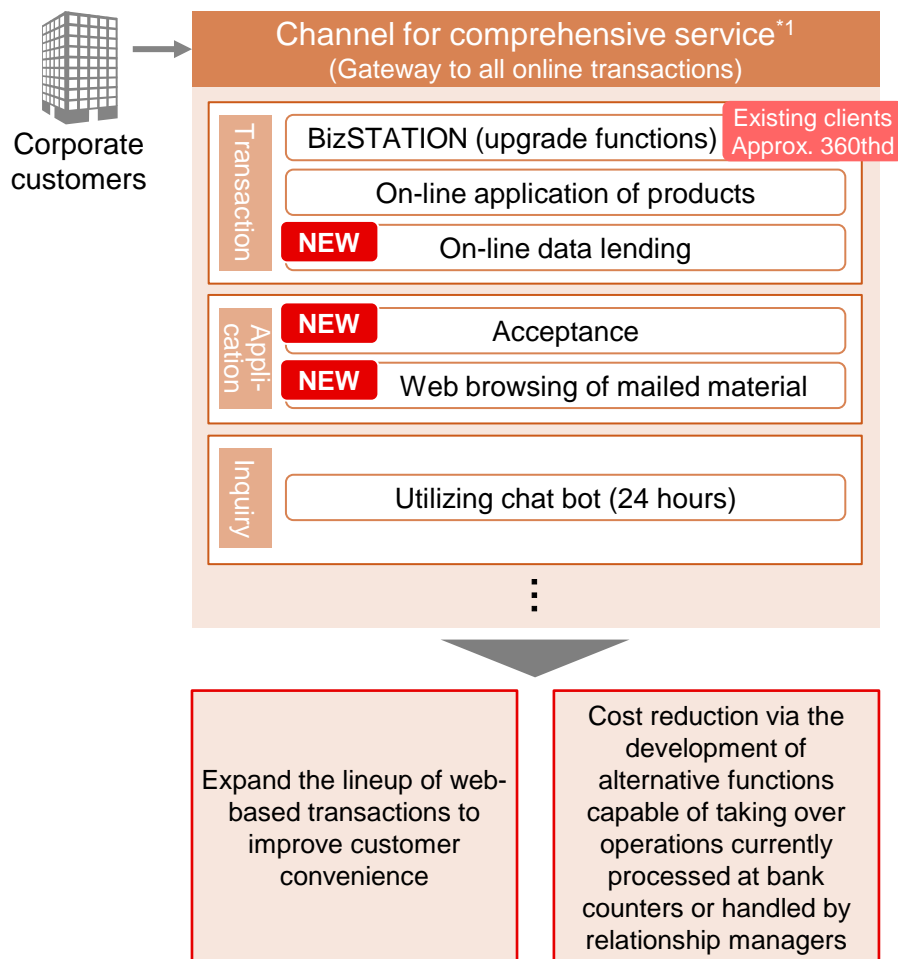 Corporate
customers
Channel for comprehensive service*1
(Gateway to all online transactions)
Transaction
BizSTATION (upgrade functions)
Existing clients
Approx. 360thd
On-line application of products
NEW
On-line data lending
Appli-
cation
NEW
Acceptance
NEW
Web browsing of mailed material
Inquiry
Utilizing chat bot (24 hours)
⋮
Expand the lineup of web-
based transactions to
improve customer
convenience
Cost reduction via the
development of
alternative functions
capable of taking over
operations currently
processed at bank
counters or handled by
relationship managers